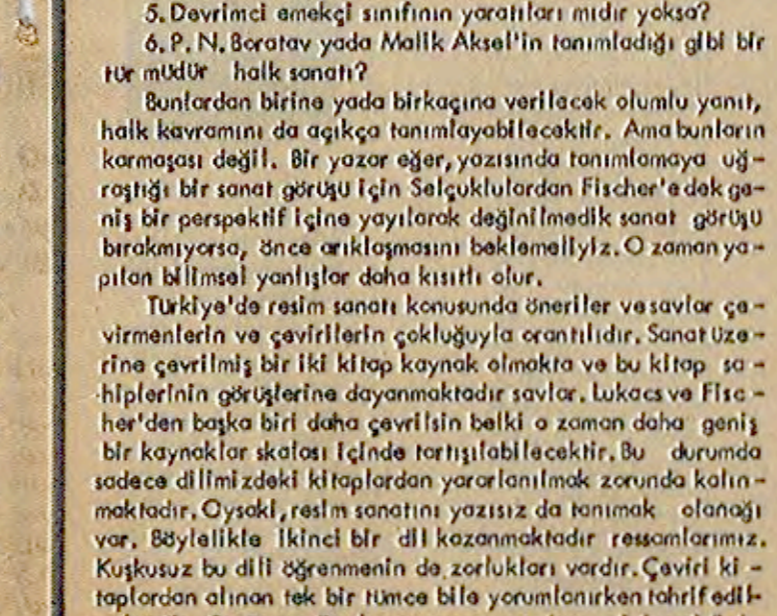 5. Devrimci emekçi sınıfının yaratıları mıdır yoksa?
6. P. N. Boratav yada Malik Aksel'in tanımladığı gibi bir
tür müdür halk sanatı?
Bunlardan birine yada birkaçına verilecek olumlu yanıt,
halk kavramını da açıkça tanımlayabilecektir. Ama bunların
karmaşası değil. Bir yazar eğer, yazısında tanımlamaya uğ-
raştığı bir sanat görüşü için Selçuklulardan Fischer'e dek ge-
niş bir perspektif içine yayılarak değinilmedik sanat görüşü
bırakmıyorsa, önce arıklaşmasını beklemeliyiz. O zaman ya-
pılan bilimsel yanlışlar daha kısıtlı olur.
Türkiye'de resim sanatı konusunda öneriler ve savlar çe-
virmenlerin ve çevirilerin çokluğuyla orantılıdır. Sanat üze-
rine çevrilmiş bir iki kitap kaynak olmakta ve bu kitap sa-
hiplerinin görüşlerine dayanmaktadır savlar. Lukacs ve Fisc-
her'den başka biri daha çevrilsin belki o zaman daha geniş
bir kaynaklar skalası içinde tartışılabilecektir. Bu durumda
sadece dilimizdeki kitaplardan yararlanılmak zorunda kalın-
maktadır. Oysaki, resim sanatını yazısız da tanımak olanağı
var. Böylelikle ikinci bir dil kazanmaktadır ressamlarımız.
Kuşkusuz bu dili öğrenmenin de zorlukları vardır. Çeviri ki-
taplardan alınan tek bir tümce bile yorumlanırken tahrif edil-